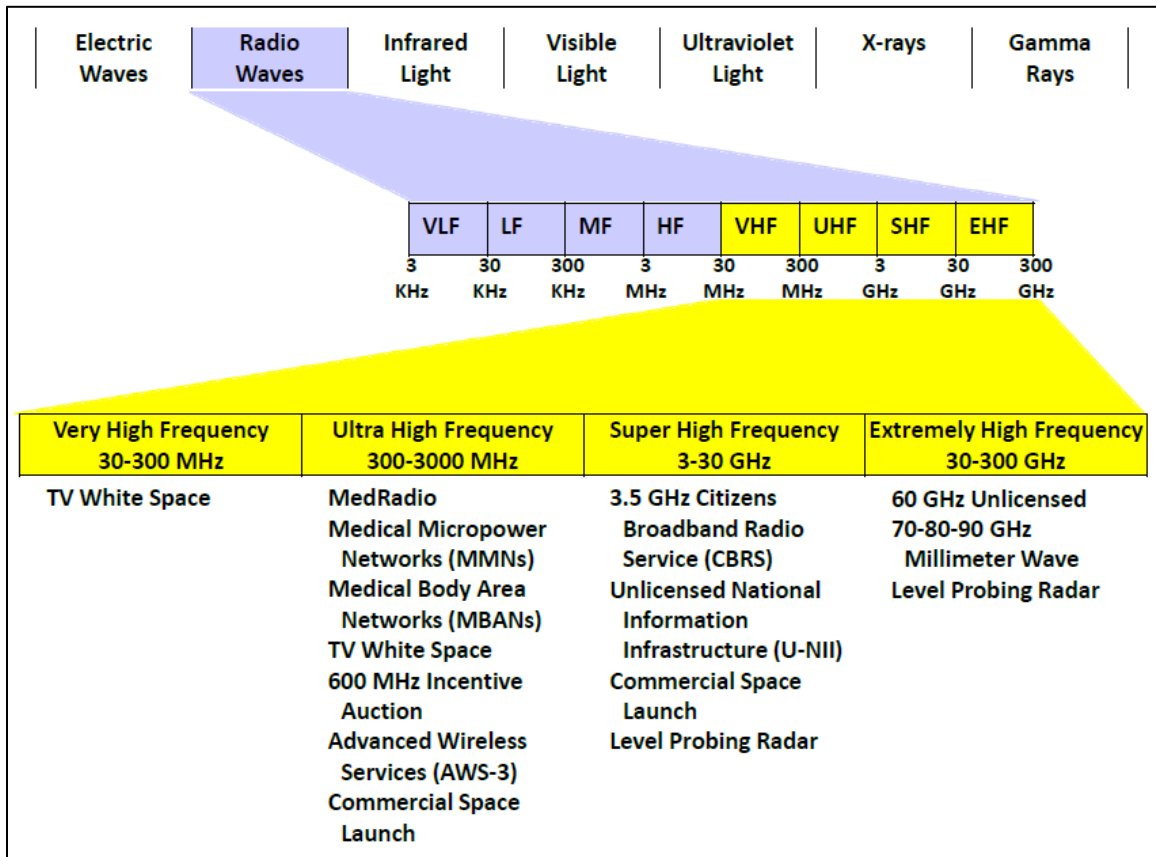 Electric Radio Infrared Visible Ultraviolet X-rays Gamma
Waves Waves Light Light Light Rays
VLF LF MF HF VHF UHF SHF EHF
3 30 300 3 30 300 3 30 300
KHz KHz KHz MHz MHz MHz GHz GHz GHz
Very High Frequency Ultra High Frequency Super High Frequency Extremely High Frequency
30-300 MHz 300-3000 MHz 3-30 GHz 30-300 GHz
TV White Space
MedRadio
Medical Micropower
Networks (MMNs)
Medical Body Area
Networks (MBANs)
TV White Space
600 MHz Incentive
Auction
Advanced Wireless
Services (AWS-3)
Commercial Space
Launch
3.5 GHz Citizens
Broadband Radio
Service (CBRS)
Unlicensed National
Information
Infrastructure (U-NII)
Commercial Space
Launch
Level Probing Radar
60 GHz Unlicensed
70-80-90 GHz
Millimeter Wave
Level Probing Radar